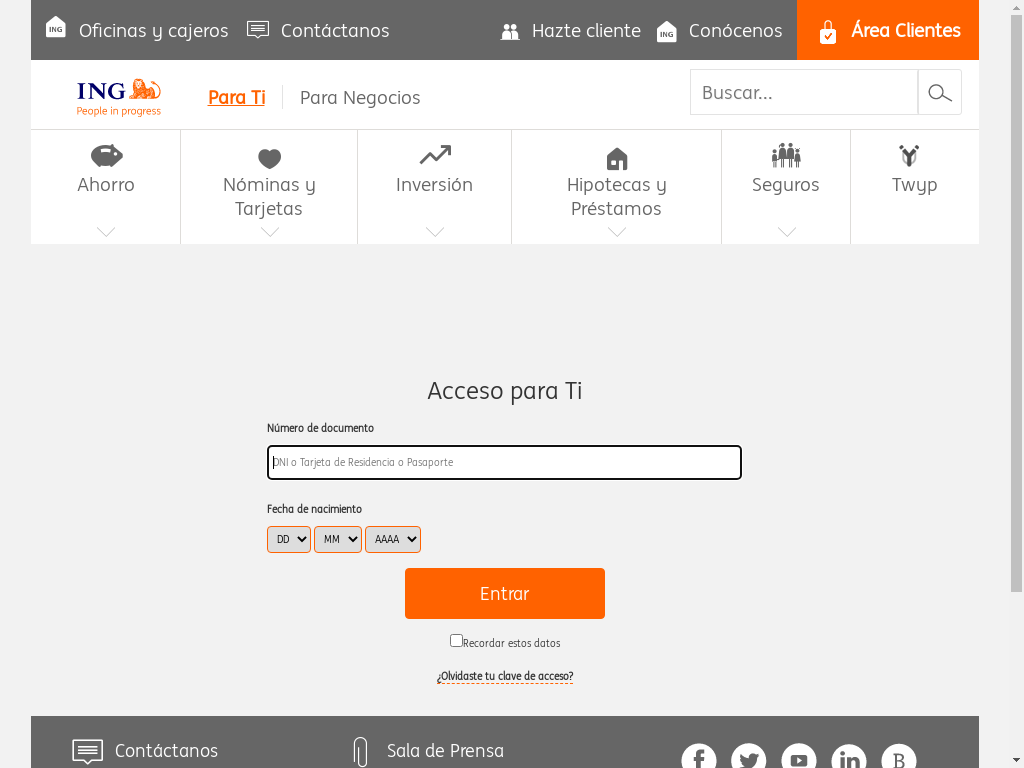 Oficinas y cajeros
Contáctanos
Hazte cliente
Conócenos
Área Clientes
ING
People in progress
Para Ti
Para Negocios
Buscar...
Ahorro
Nóminas y
Tarjetas
Inversión
Hipotecas y
Préstamos
Seguros
Twyp
Acceso para Ti
Número de documento
DNI o Tarjeta de Residencia o Pasaporte
Fecha de nacimiento
DD MM AAAA
Entrar
Recordar estos datos
¿Olvidaste tu clave de acceso?
Contáctanos
Sala de Prensa